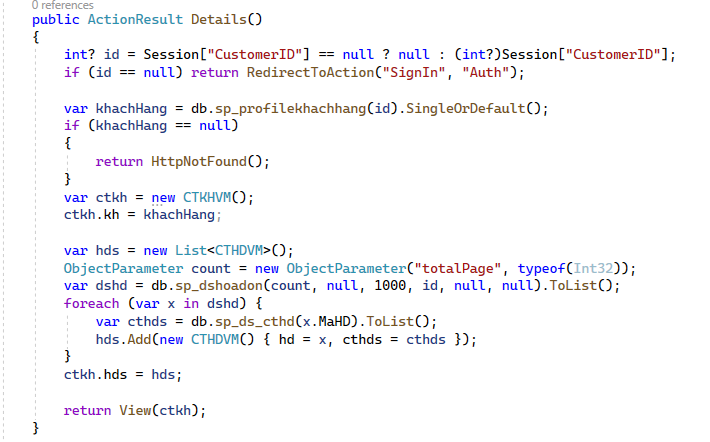 0 references
public ActionResult Details()
{
int? id = Session["CustomerID"] == null ? null : (int?)Session["CustomerID"];
if (id == null) return RedirectToAction("SignIn", "Auth");
var khachHang = db.sp_profilekhachhang(id).SingleOrDefault();
if (khachHang == null)
{
return HttpNotFound();
}
var ctkh = new CTKHVM();
ctkh.kh = khachHang;
var hds = new List<CTHDVM>();
ObjectParameter count = new ObjectParameter("totalPage", typeof(Int32));
var dshd = db.sp_dshoadon(count, null, 1000, id, null, null).ToList();
foreach (var x in dshd) {
var cthds = db.sp_ds_cthd(x.MaHD).ToList();
hds.Add(new CTHDVM() { hd = x, cthds = cthds });
}
ctkh.hds = hds;
return View(ctkh);
}